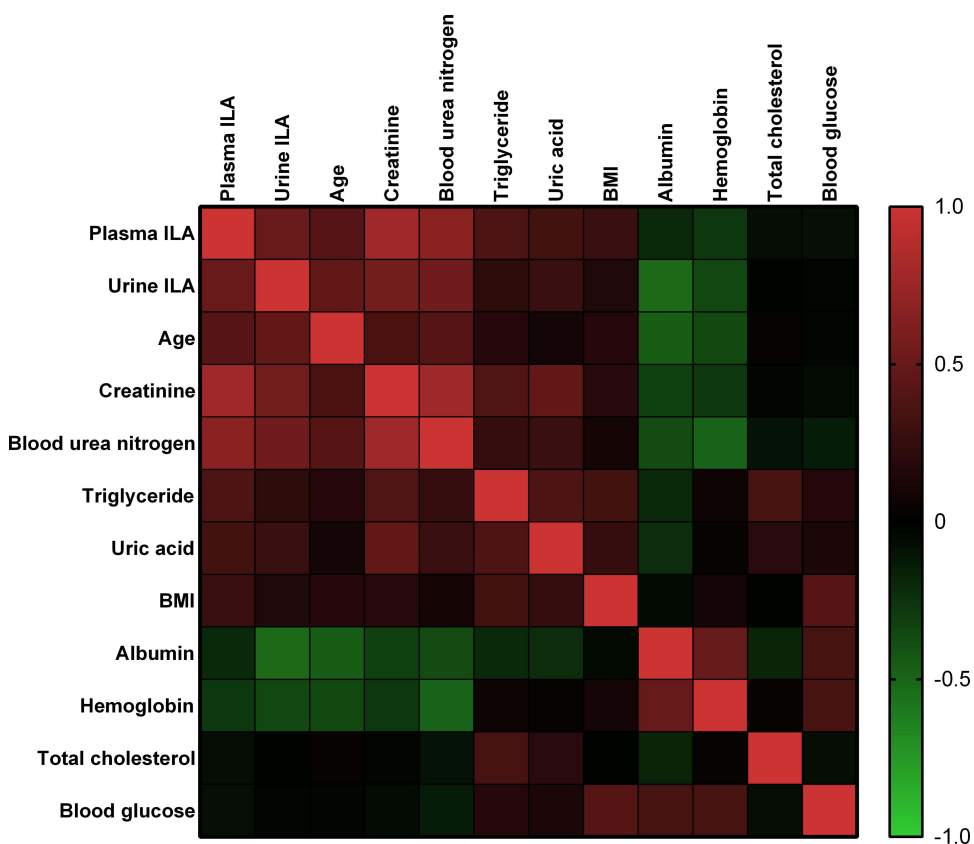 Plasma ILA
Urine ILA
Age
Creatinine
Blood urea nitrogen
Triglyceride
Uric acid
BMI
Albumin
Hemoglobin
Total cholesterol
Blood glucose
Plasma ILA
Urine ILA
Age
Creatinine
Blood urea nitrogen
Triglyceride
Uric acid
BMI
Albumin
Hemoglobin
Total cholesterol
Blood glucose
1.0
0.5
0
-0.5
-1.0